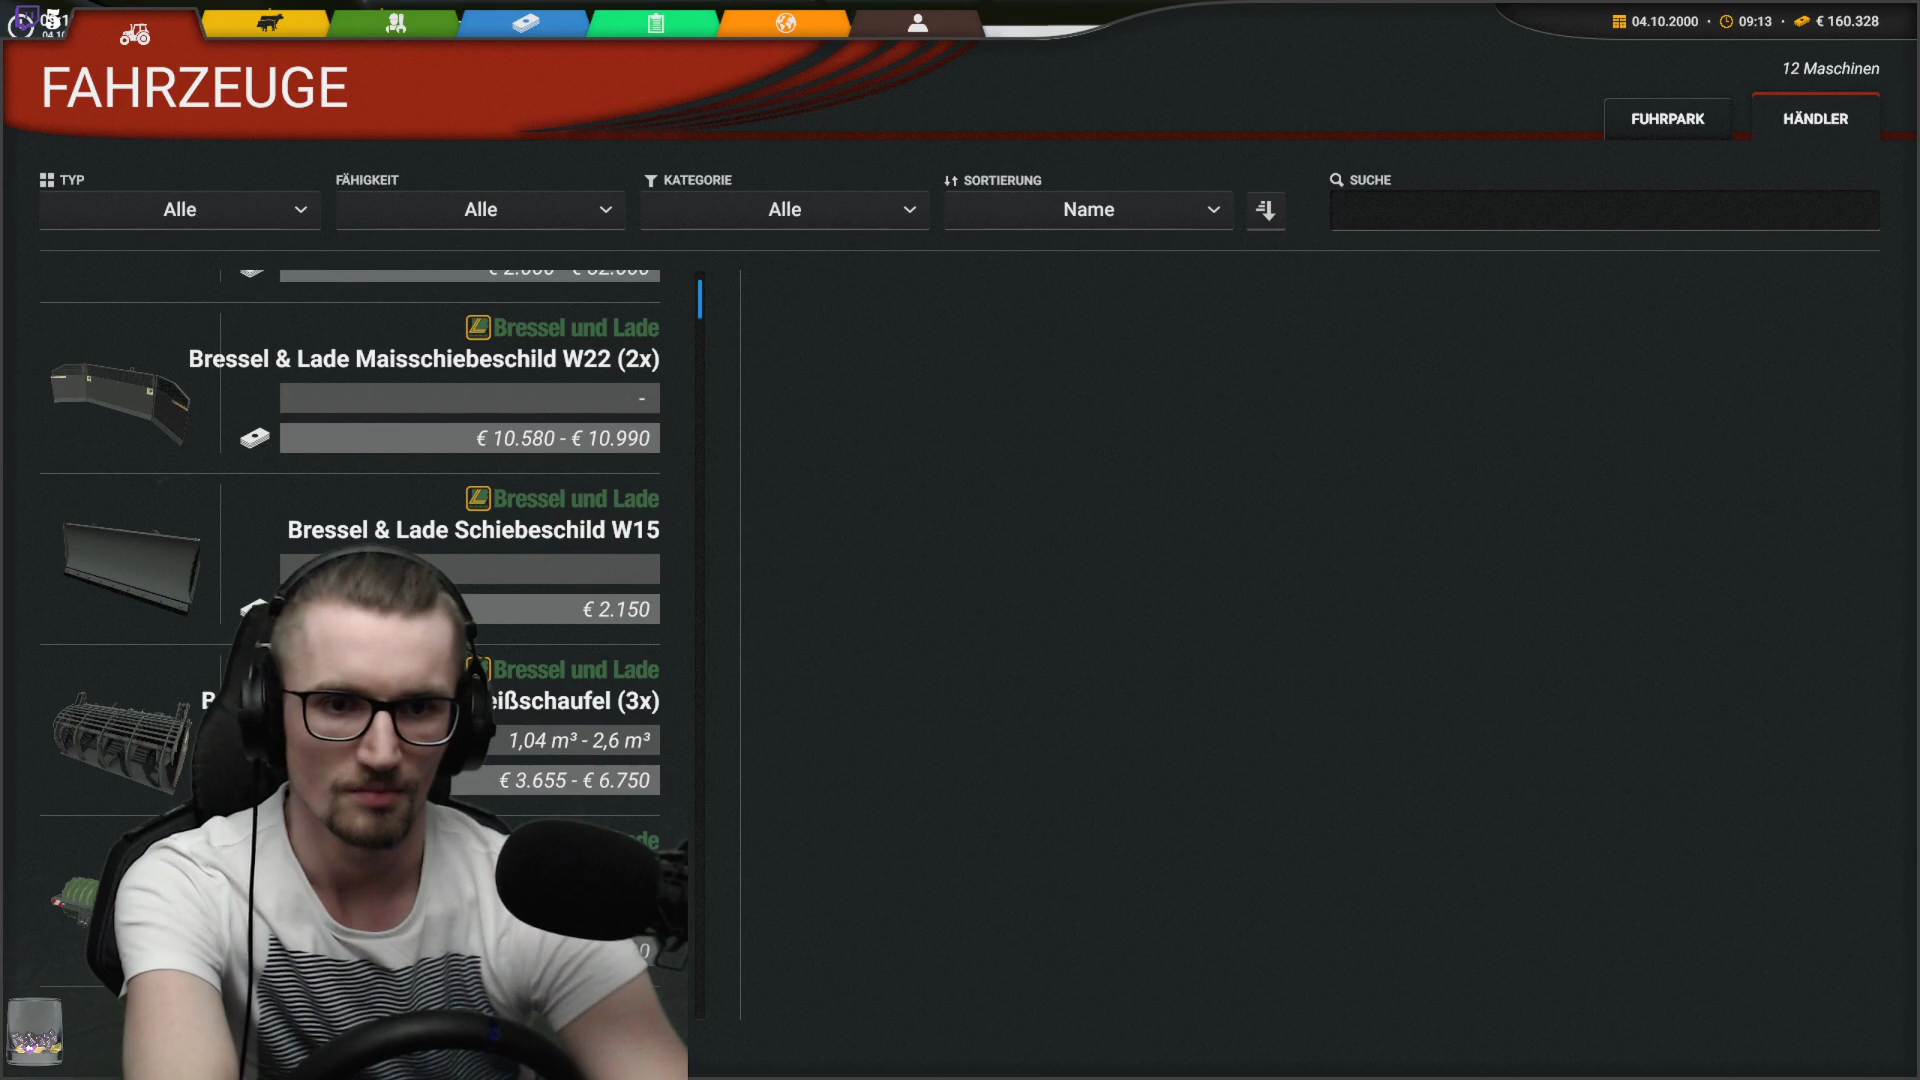 04.10.2000 · 09:13 · € 160.328
FAHRZEUGE
12 Maschinen
FUHRPARK
HÄNDLER
TYP
FÄHIGKEIT
KATEGORIE
SORTIERUNG
SUCHE
Alle
Alle
Alle
Name
Bressel und Lade
Bressel & Lade Maisschiebeschild W22 (2x)
-
€ 10.580 - € 10.990
Bressel und Lade
Bressel & Lade Schiebeschild W15
€ 2.150
Bressel und Lade
eißschaufel (3x)
1,04 m³ - 2,6 m³
€ 3.655 - € 6.750